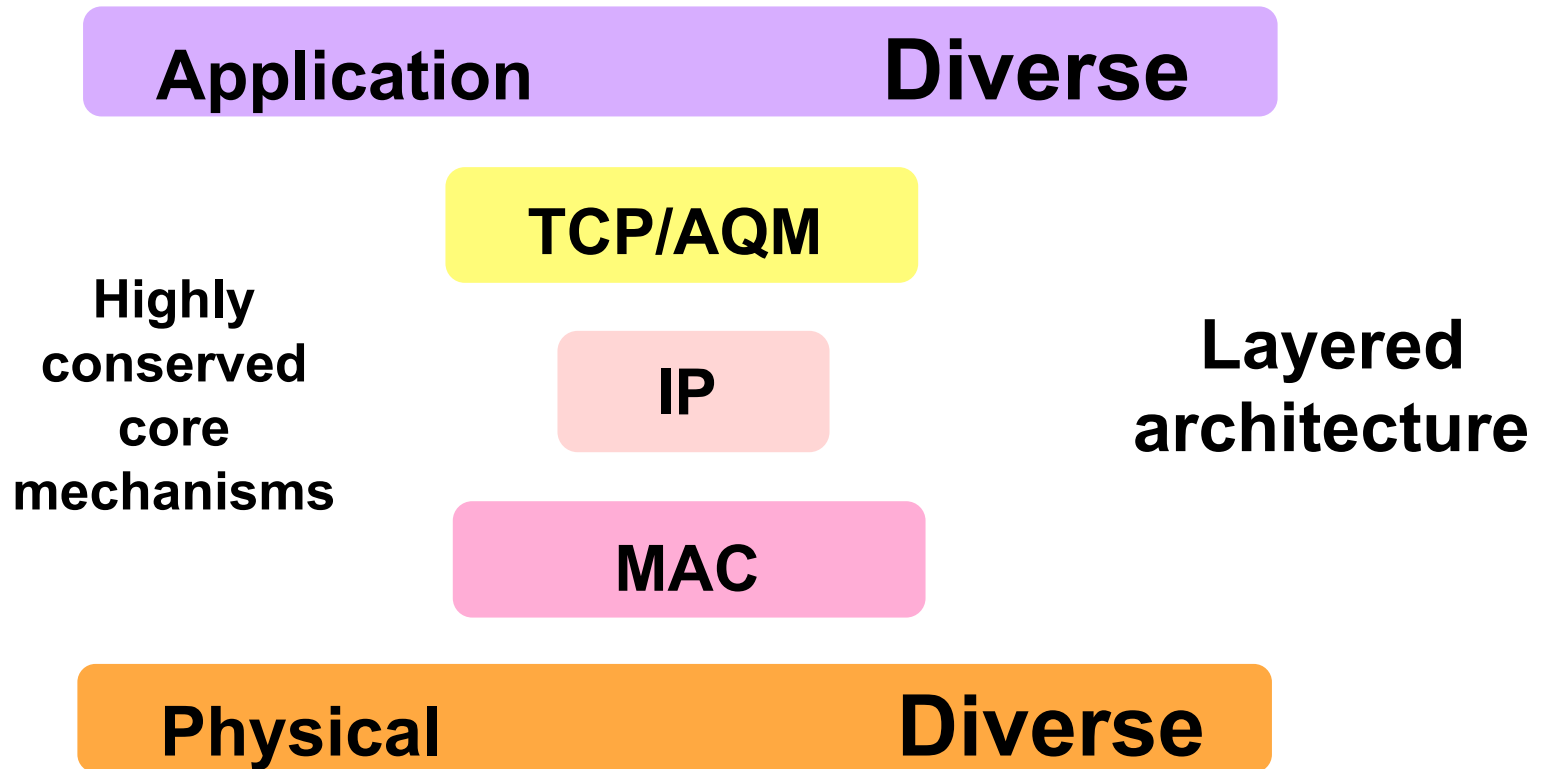 Application Diverse
TCP/AQM
Highly
conserved
core
mechanisms
IP
Layered
architecture
MAC
Physical Diverse